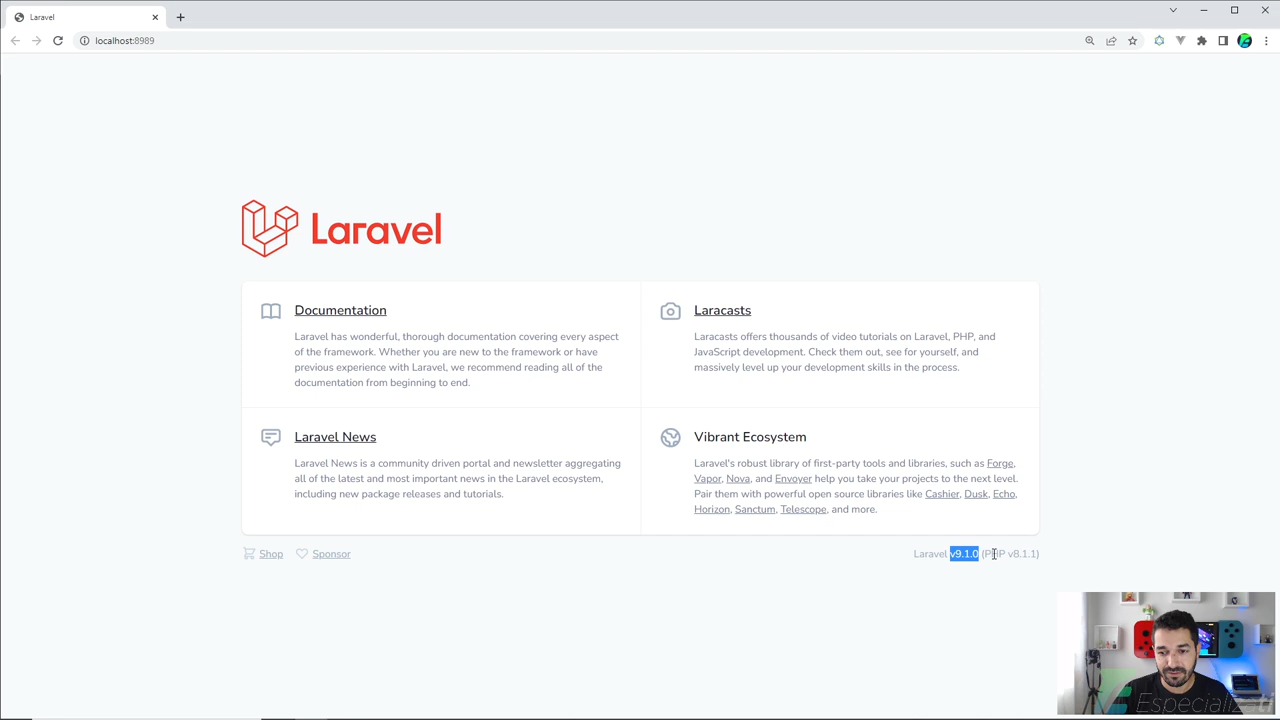 Laravel
localhost:8989
Laravel
Documentation
Laravel has wonderful, thorough documentation covering every aspect
of the framework. Whether you are new to the framework or have
previous experience with Laravel, we recommend reading all of the
documentation from beginning to end.
Laracasts
Laracasts offers thousands of video tutorials on Laravel, PHP, and
JavaScript development. Check them out, see for yourself, and
massively level up your development skills in the process.
Laravel News
Laravel News is a community driven portal and newsletter aggregating
all of the latest and most important news in the Laravel ecosystem,
including new package releases and tutorials.
Vibrant Ecosystem
Laravel's robust library of first-party tools and libraries, such as Forge,
Vapor, Nova, and Envoyer help you take your projects to the next level.
Pair them with powerful open source libraries like Cashier, Dusk, Echo,
Horizon, Sanctum, Telescope, and more.
Shop Sponsor
Laravel v9.1.0 (PHP v8.1.1)